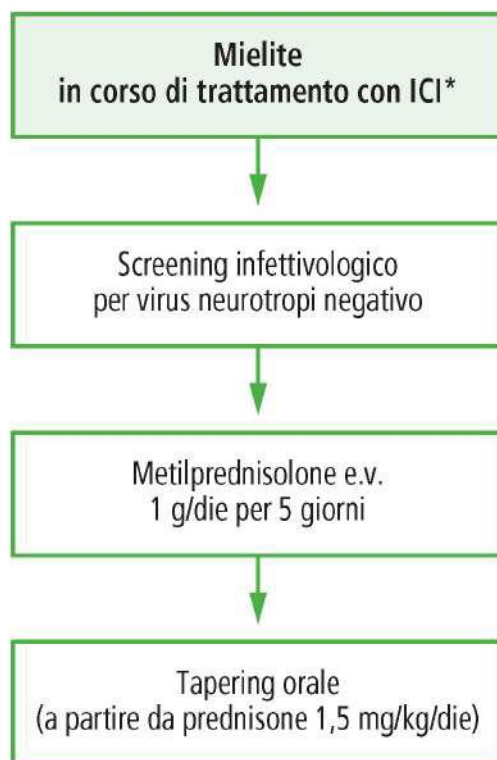 Mielite
in corso di trattamento con ICI*
Screening infettivologico
per virus neurotropi negativo
Metilprednisolone e.v.
1 g/die per 5 giorni
Tapering orale
(a partire da prednisone 1,5 mg/kg/die)